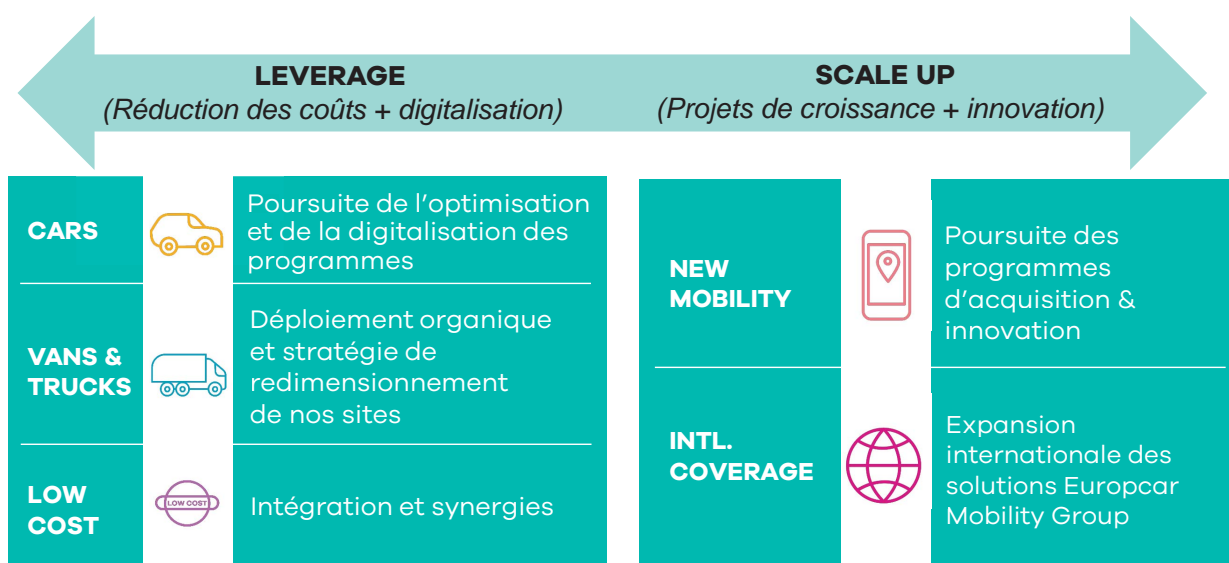 LEVERAGE
(Réduction des coûts + digitalisation)
SCALE UP
(Projets de croissance + innovation)
CARS
Poursuite de l'optimisation
et de la digitalisation des
programmes
VANS &
TRUCKS
Déploiement organique
et stratégie de
redimensionnement
de nos sites
LOW
COST
LOW COST
Intégration et synergies
NEW
MOBILITY
Poursuite des
programmes
d'acquisition &
innovation
INTL.
COVERAGE
Expansion
internationale des
solutions Europcar
Mobility Group